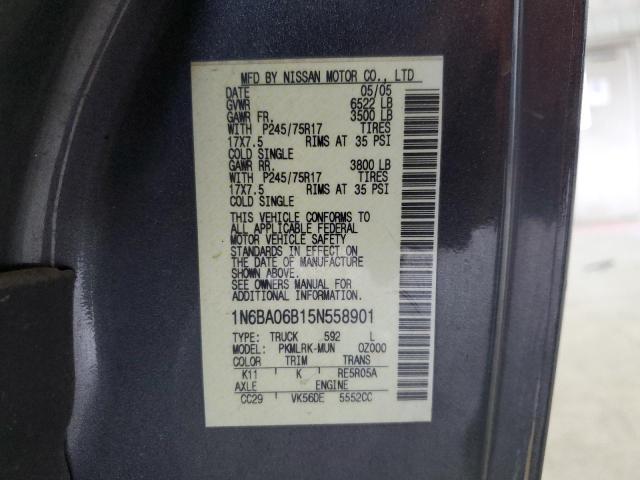 MFD BY NISSAN MOTOR CO., LTD
DATE 05/05
GVWR 6522 LB
GAWR FR. 3500 LB
WITH P245/75R17 TIRES
17X7.5 RIMS AT 35 PSI
COLD SINGLE
GAWR RR. 3800 LB
WITH P245/75R17 TIRES
17X7.5 RIMS AT 35 PSI
COLD SINGLE
THIS VEHICLE CONFORMS TO
ALL APPLICABLE FEDERAL
MOTOR VEHICLE SAFETY
STANDARDS IN EFFECT ON
THE DATE OF MANUFACTURE
SHOWN ABOVE.
SEE OWNERS MANUAL FOR
ADDITIONAL INFORMATION
1N6BA06B15N558901
TYPE: TRUCK 592 L
MODEL: PKMLRK-MUN 0Z000
COLOR TRIM TRANS
K11 K RE5R05A
AXLE ENGINE
CC29 VK56DE 5552CC